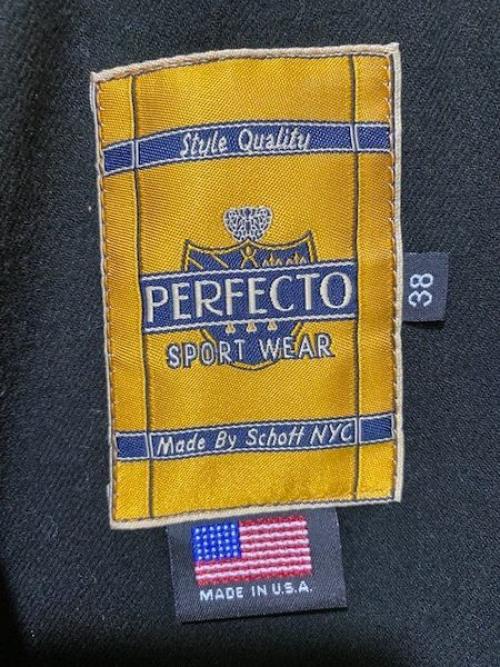 Style Quality
PERFECTO
SPORT WEAR
38
Made By Schott NYC
MADE IN U.S.A.